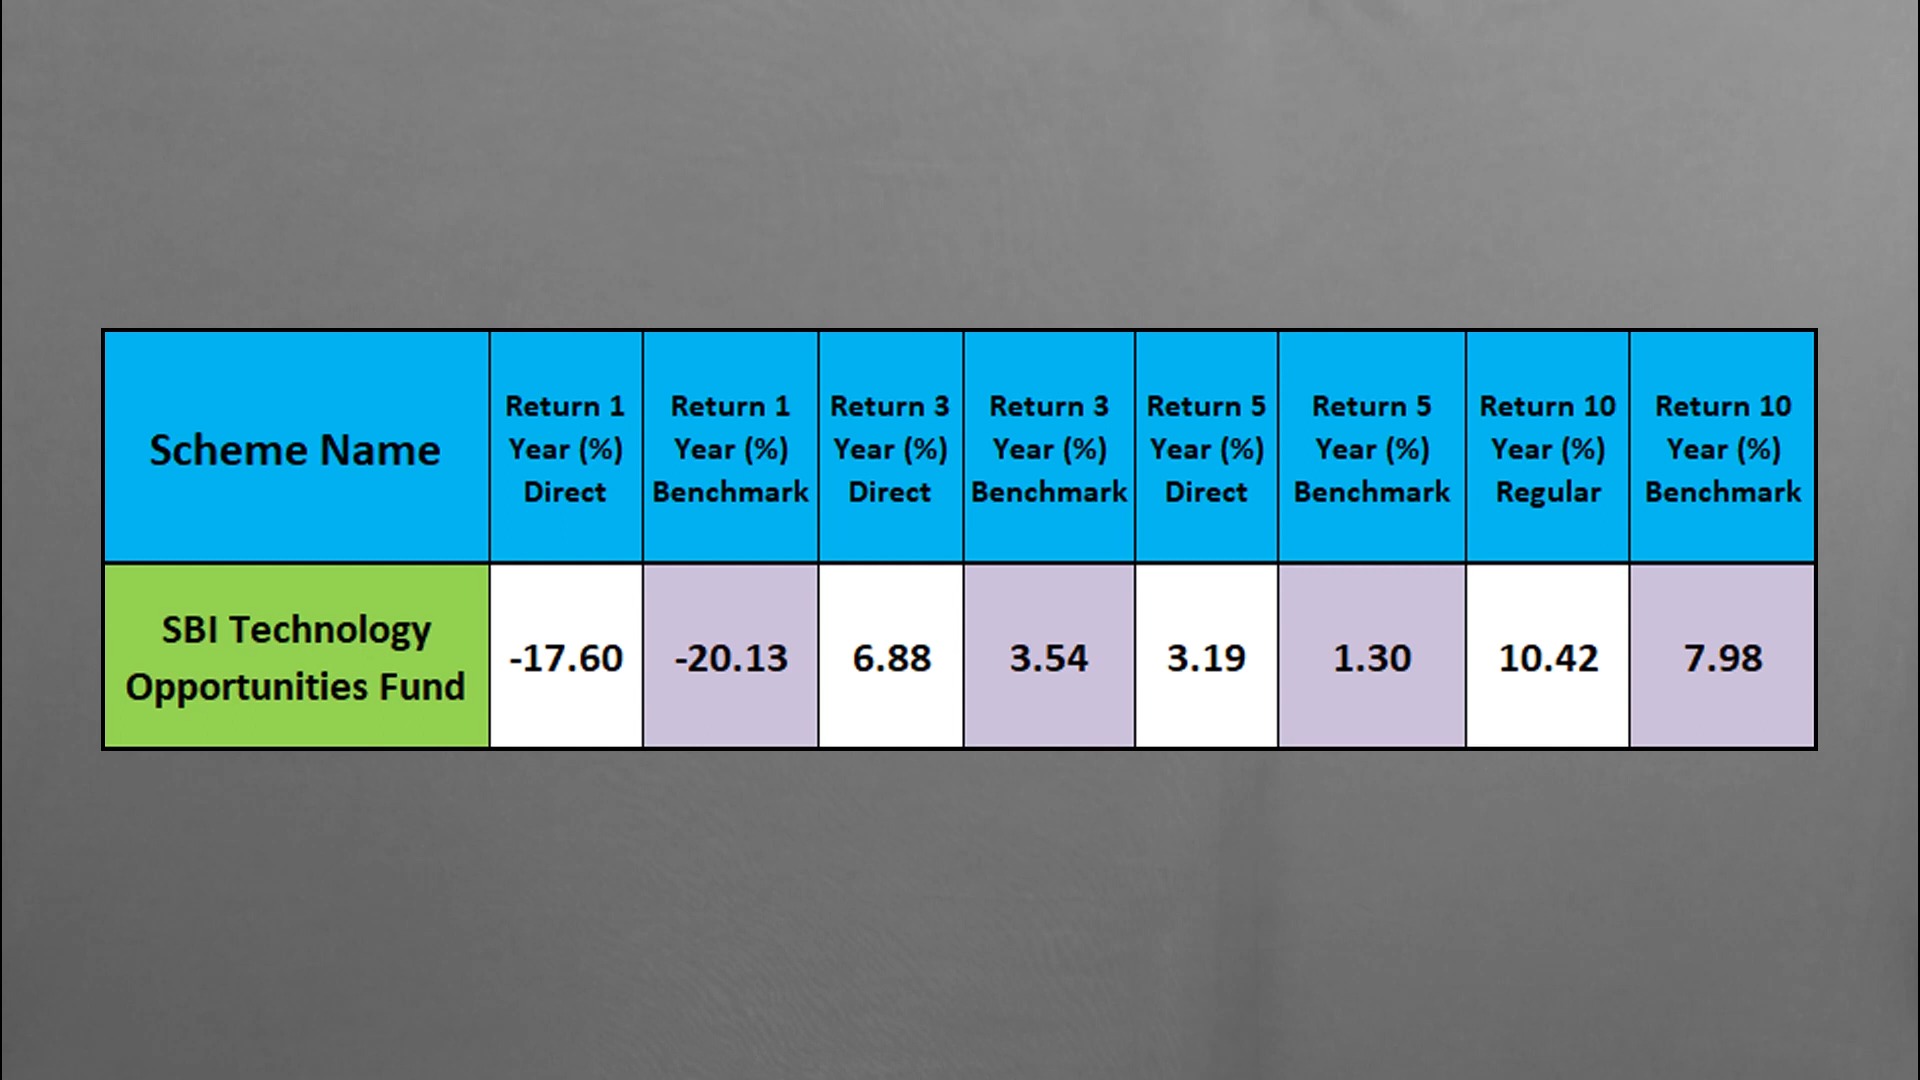 Scheme Name
Return 1
Year (%)
Direct
Return 1
Year (%)
Benchmark
Return 3
Year (%)
Direct
Return 3
Year (%)
Benchmark
Return 5
Year (%)
Direct
Return 5
Year (%)
Benchmark
Return 10
Year (%)
Regular
Return 10
Year (%)
Benchmark
SBI Technology
Opportunities Fund
-17.60
-20.13
6.88
3.54
3.19
1.30
10.42
7.98